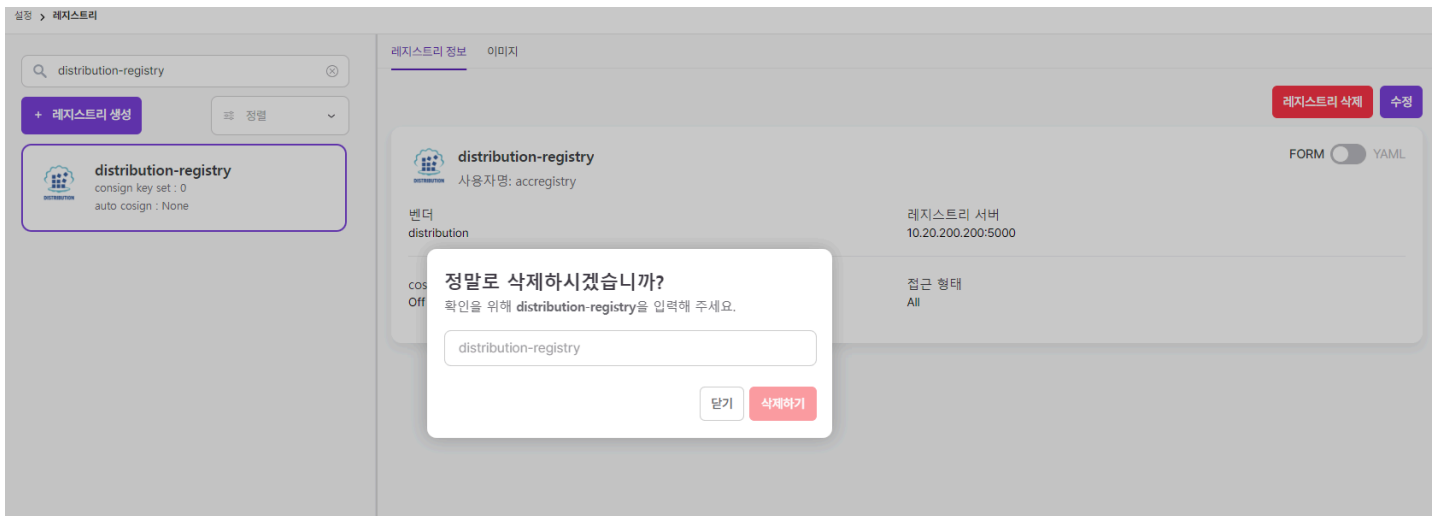 설정 > 레지스트리
distribution-registry
+ 레지스트리 생성
정렬
distribution-registry
consign key set : 0
auto cosign : None
DISTRIBUTION
레지스트리 정보 이미지
레지스트리 삭제 수정
distribution-registry
FORM YAML
사용자명: accregistry
DISTRIBUTION
벤더
distribution
레지스트리 서버
10.20.200.200:5000
cos
Off
접근 형태
All
정말로 삭제하시겠습니까?
확인을 위해 distribution-registry을 입력해 주세요.
distribution-registry
닫기 삭제하기